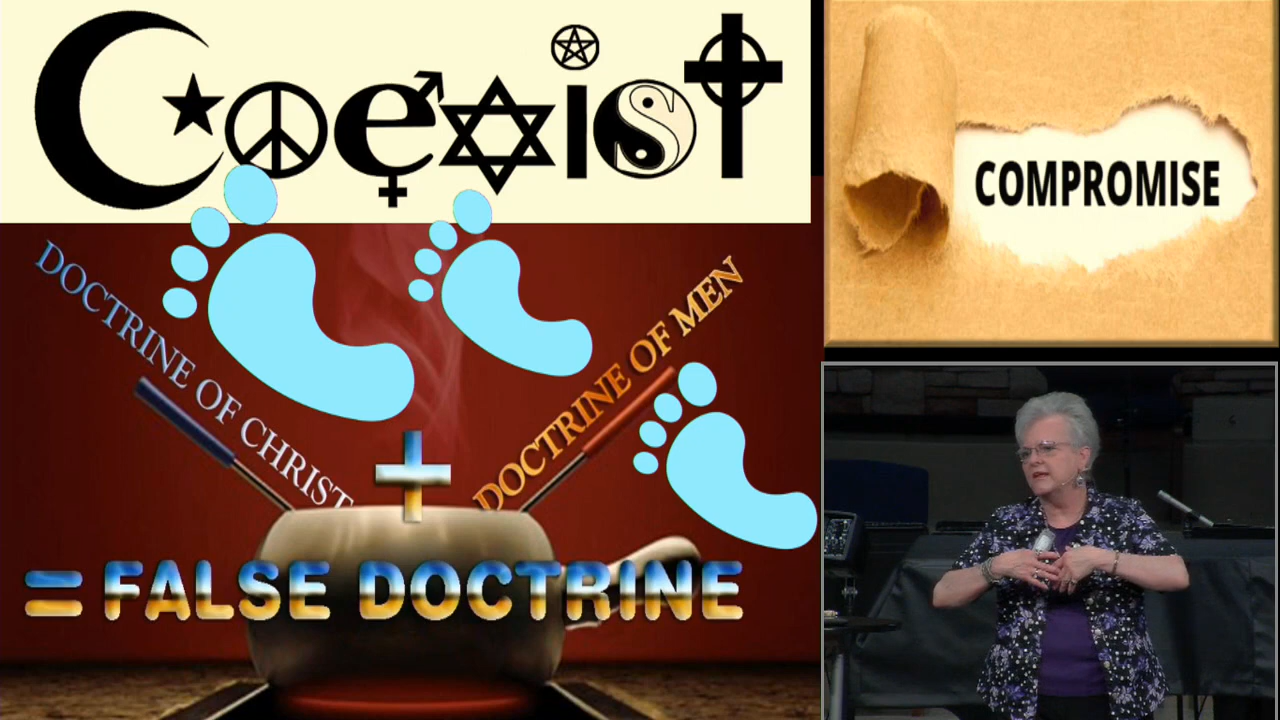 Coexist
COMPROMISE
DOCTRINE OF CHRIST
+
DOCTRINE OF MEN
= FALSE DOCTRINE